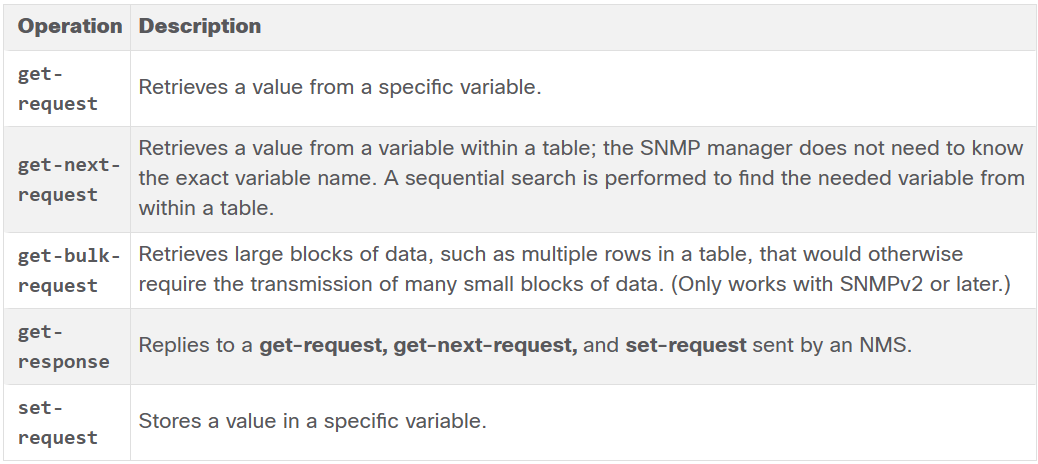 Operation Description
get-
request
Retrieves a value from a specific variable.
get-next-
request
Retrieves a value from a variable within a table; the SNMP manager does not need to know
the exact variable name. A sequential search is performed to find the needed variable from
within a table.
get-bulk-
request
Retrieves large blocks of data, such as multiple rows in a table, that would otherwise
require the transmission of many small blocks of data. (Only works with SNMPv2 or later.)
get-
response
Replies to a get-request, get-next-request, and set-request sent by an NMS.
set-
request
Stores a value in a specific variable.